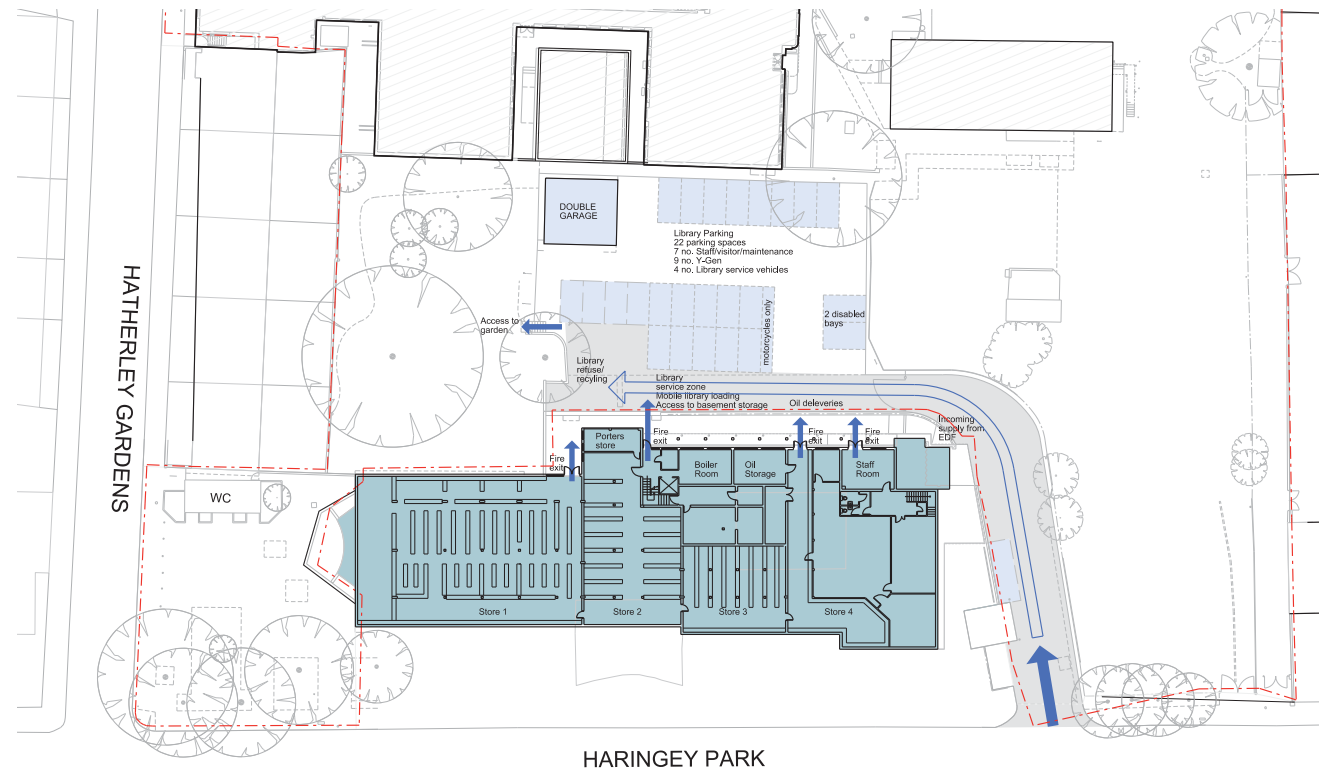 DOUBLE
GARAGE
Library Parking
22 parking spaces
7 no. Staff/visitor/maintenance
9 no. Y-Gen
4 no. Library service vehicles
HATHERLEY GARDENS
Access to
garden
motorcycles only
2 disabled
bays
Library
refuse/
recyling
Library
service zone
Mobile library loading
Access to basement storage
Oil deleveries
Incoming
supply from
EDF
Fire
exit
Porters
store
Fire
exit
Fire
exit
Fire
exit
Boiler
Room
Oil
Storage
Staff
Room
WC
Store 1
Store 2
Store 3
Store 4
HARINGEY PARK